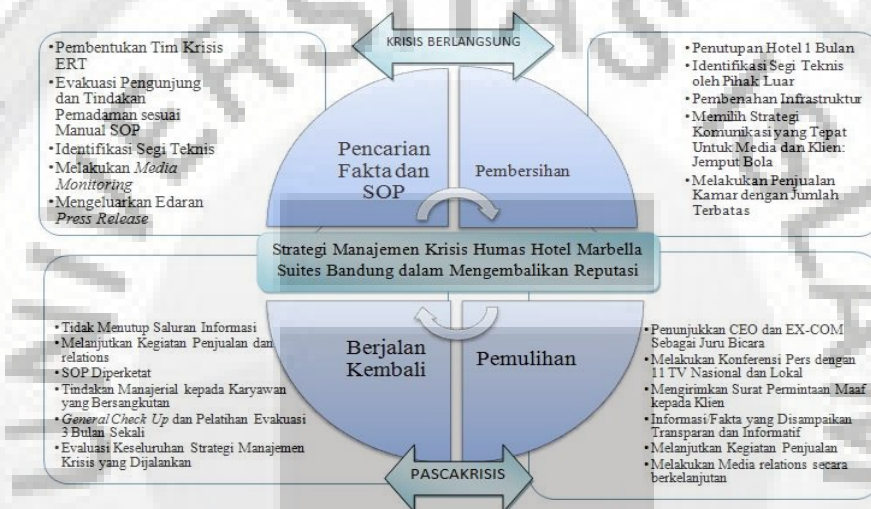 KRISIS BERLANGSUNG
•Pembentukan Tim Krisis
ERT
•Evakuasi Pengunjung
dan Tindakan
Pemadaman sesuai
Manual SOP
•Identifikasi Segi Teknis
•Melakukan Media
Monitoring
•Mengeluarkan Edaran
Press Release
Pencarian
Fakta dan
SOP
Pembersihan
•Penutupan Hotel 1 Bulan
•Identifikasi Segi Teknis
oleh Pihak Luar
•Pembenahan Infrastruktur
•Memilih Strategi
Komunikasi yang Tepat
Untuk Media dan Klien:
Jemput Bola
•Melakukan Penjualan
Kamar dengan Jumlah
Terbatas
Strategi Manajemen Krisis Humas Hotel Marbella
Suites Bandung dalam Mengembalikan Reputasi
•Tidak Menutup Saluran Informasi
•Melanjutkan Kegiatan Penjualan dan
relations
•SOP Diperketat
•Tindakan Manajerial kepada Karyawan
yang Bersangkutan
•General Check Up dan Pelatihan Evakuasi
3 Bulan Sekali
•Evaluasi Keseluruhan Strategi Manajemen
Krisis yang Dijalankan
Berjalan
Kembali
Pemulihan
•Penunjukkan CEO dan EX-COM
Sebagai Juru Bicara
•Melakukan Konferensi Pers dengan
11 TV Nasional dan Lokal
•Mengirimkan Surat Permintaan Maaf
kepada Klien
•Informasi/Fakta yang Disampaikan
Transparan dan Informatif
•Melanjutkan Kegiatan Penjualan
•Melakukan Media relations secara
berkelanjutan
PASCAKRISIS